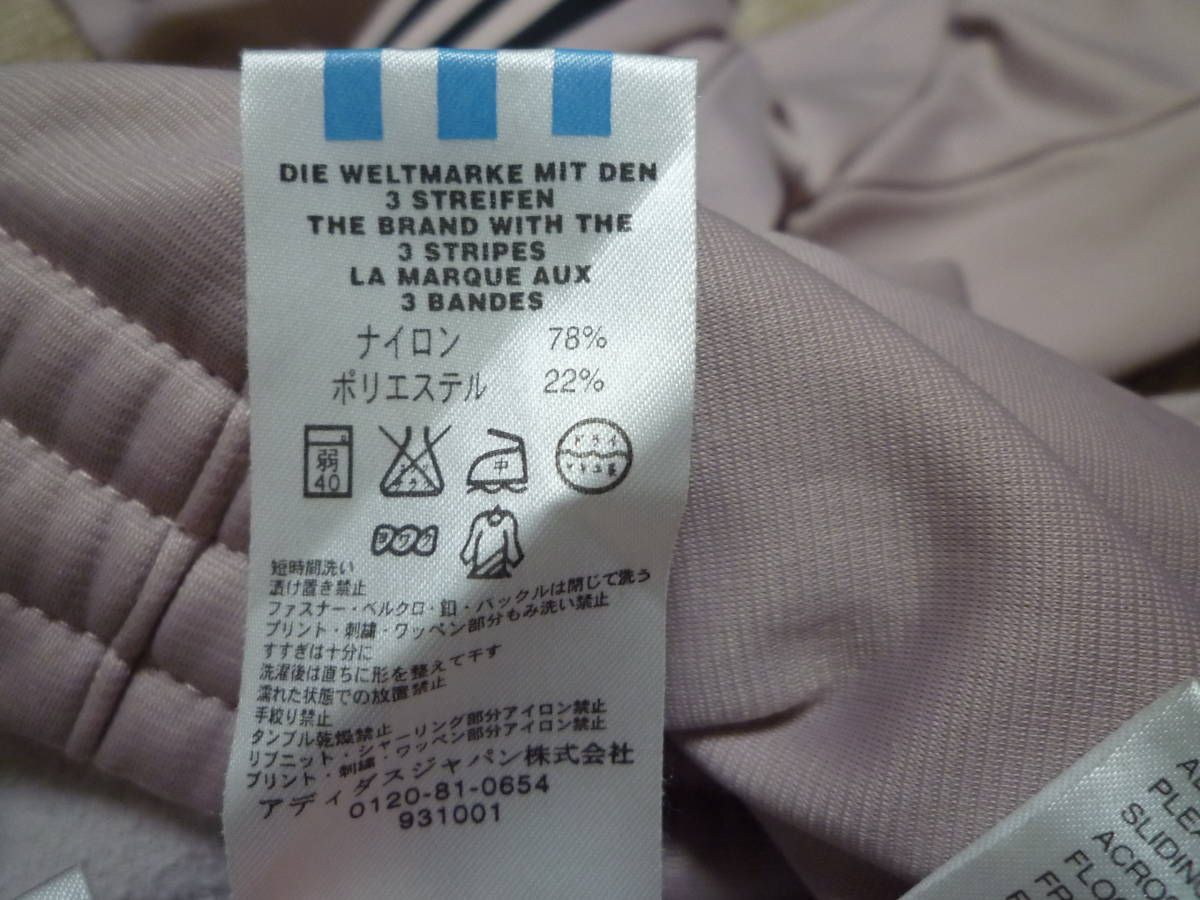 DIE WELTMARKE MIT DEN
3 STREIFEN
THE BRAND WITH THE
3 STRIPES
LA MARQUE AUX
3 BANDES
ナイロン 78%
ポリエステル 22%
弱
40
中
ドライ
ヨワク
短時間洗い
漬け置き禁止
ファスナー・ベルクロ・釦・バックルは閉じて洗う
プリント・刺繍・ワッペン部分もみ洗い禁止
すすぎは十分に
洗濯後は直ちに形を整えて干す
濡れた状態での放置禁止
手絞り禁止
タンブル乾燥禁止
リブニット・シャーリング部分アイロン禁止
プリント・刺繍・ワッペン部分アイロン禁止
アディダスジャパン株式会社
0120-81-0654
931001
SLIDIN
ACROS